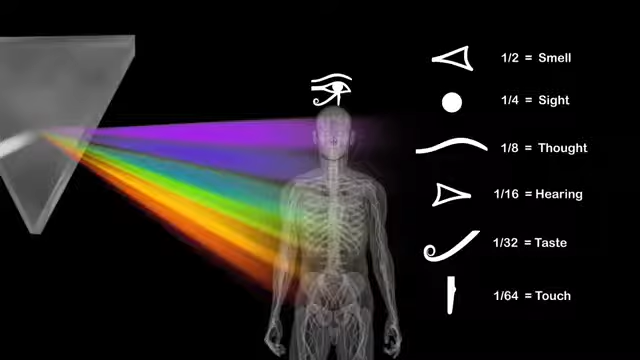 1/2 = Smell
1/4 = Sight
1/8 = Thought
1/16 = Hearing
1/32 = Taste
1/64 = Touch